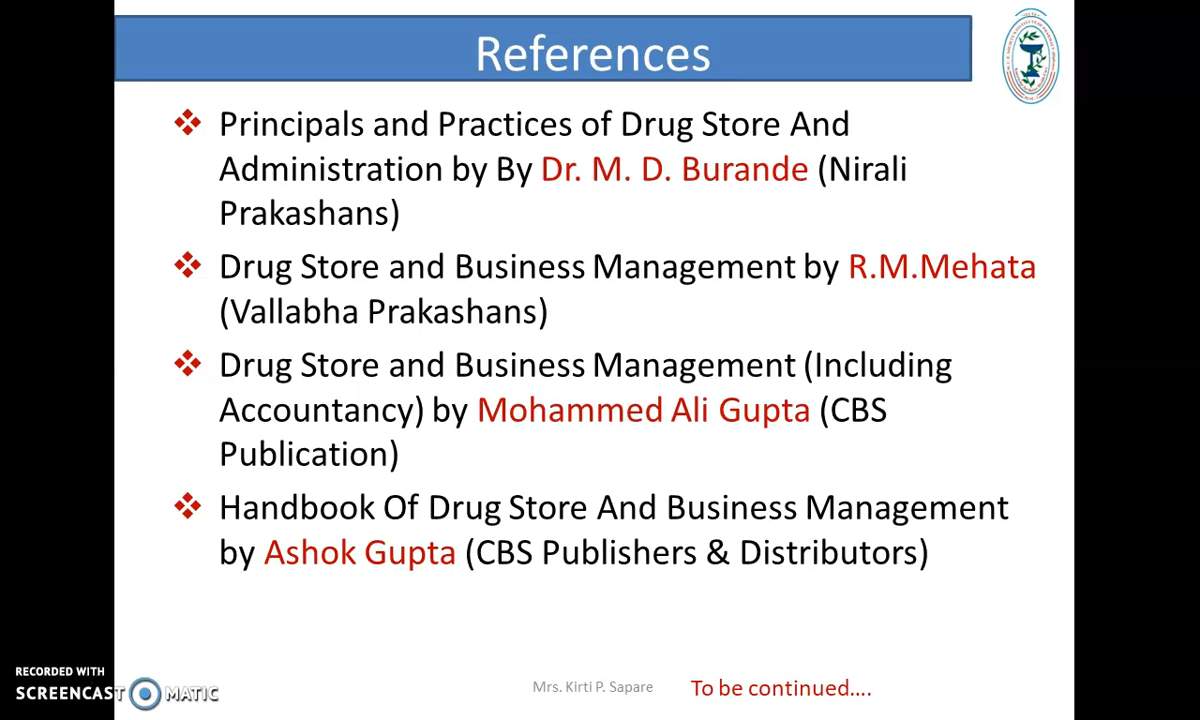 References
Principals and Practices of Drug Store And
Administration by By Dr. M. D. Burande (Nirali
Prakashans)
Drug Store and Business Management by R.M.Mehata
(Vallabha Prakashans)
Drug Store and Business Management (Including
Accountancy) by Mohammed Ali Gupta (CBS
Publication)
Handbook Of Drug Store And Business Management
by Ashok Gupta (CBS Publishers & Distributors)
RECORDED WITH
SCREENCAST MATIC
Mrs. Kirti P. Sapare
To be continued....